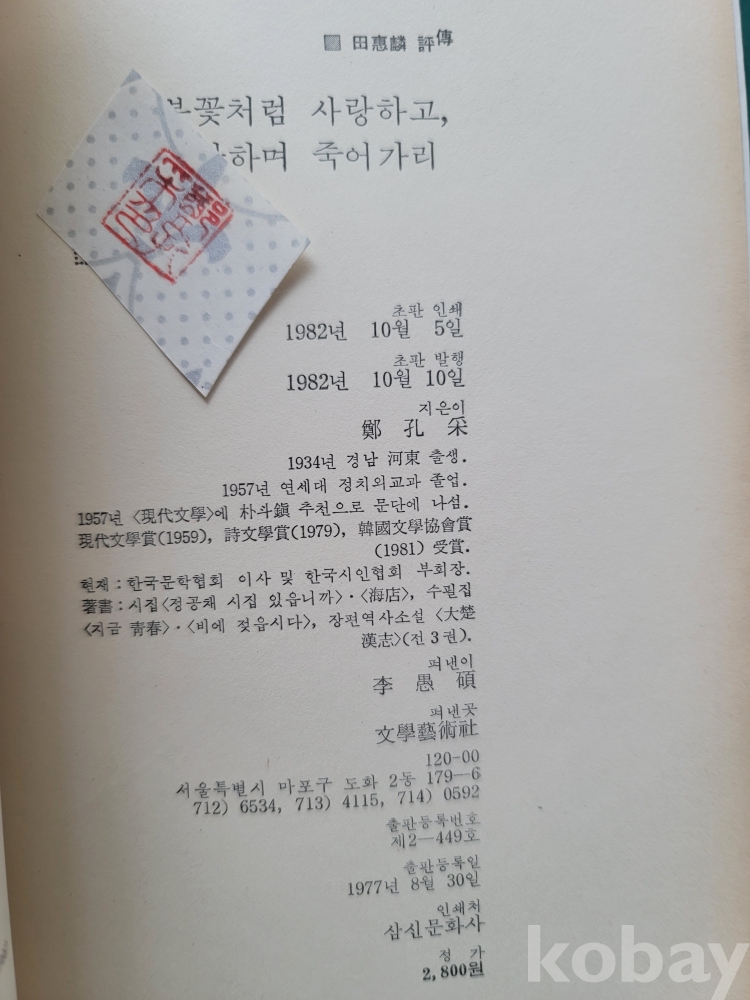 田惠麟 評傳
꽃처럼 사랑하고,
하며 죽어가리
초판 인쇄
1982년 10월 5일
초판 발행
1982년 10월 10일
지은이
鄭孔采
1934년 경남 河東 출생.
1957년 연세대 정치외교과 졸업.
1957년 〈現代文學〉에 朴斗鎭 추천으로 문단에 나섬.
現代文學賞(1959), 詩文學賞(1979), 韓國文學協會賞
(1981) 受賞.
현재 : 한국문학협회 이사 및 한국시인협회 부회장.
著書 : 시집〈정공채 시집 있읍니까〉·〈海店〉, 수필집
〈지금 青春〉·〈비에 젖읍시다〉, 장편역사소설 〈大楚
漢志〉(전 3권).
펴낸이
李愚碩
펴낸곳
文學藝術社
120-00
서울특별시 마포구 도화 2동 179—6
712) 6534, 713) 4115, 714) 0592
출판등록번호
제2—449호
출판등록일
1977년 8월 30일
인쇄처
삼신문화사
정가
2,800원
kobay